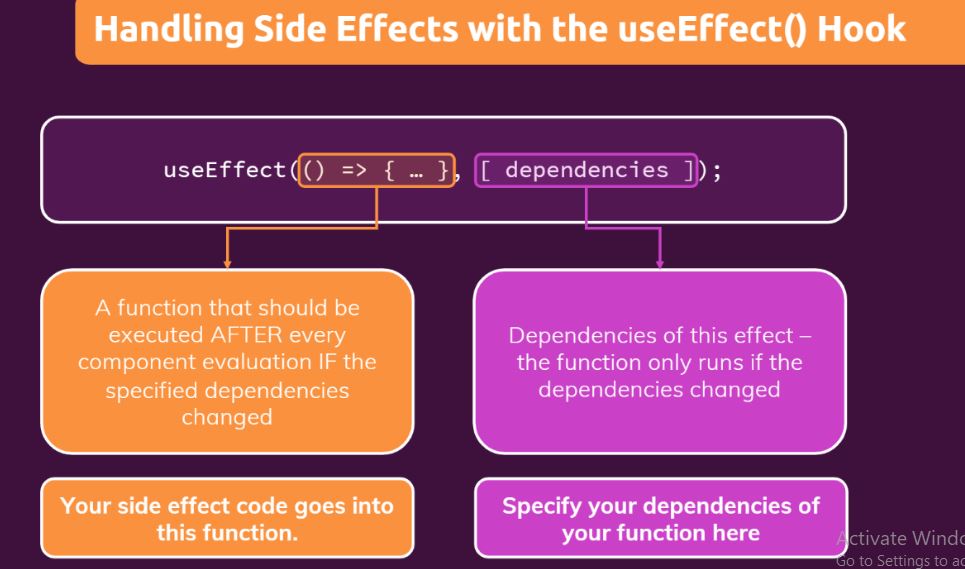 Handling Side Effects with the useEffect() Hook
useEffect(() => { … }, [ dependencies ]);
A function that should be
executed AFTER every
component evaluation IF the
specified dependencies
changed
Dependencies of this effect –
the function only runs if the
dependencies changed
Your side effect code goes into
this function.
Specify your dependencies of
your function here
Activate
Go to Settings to